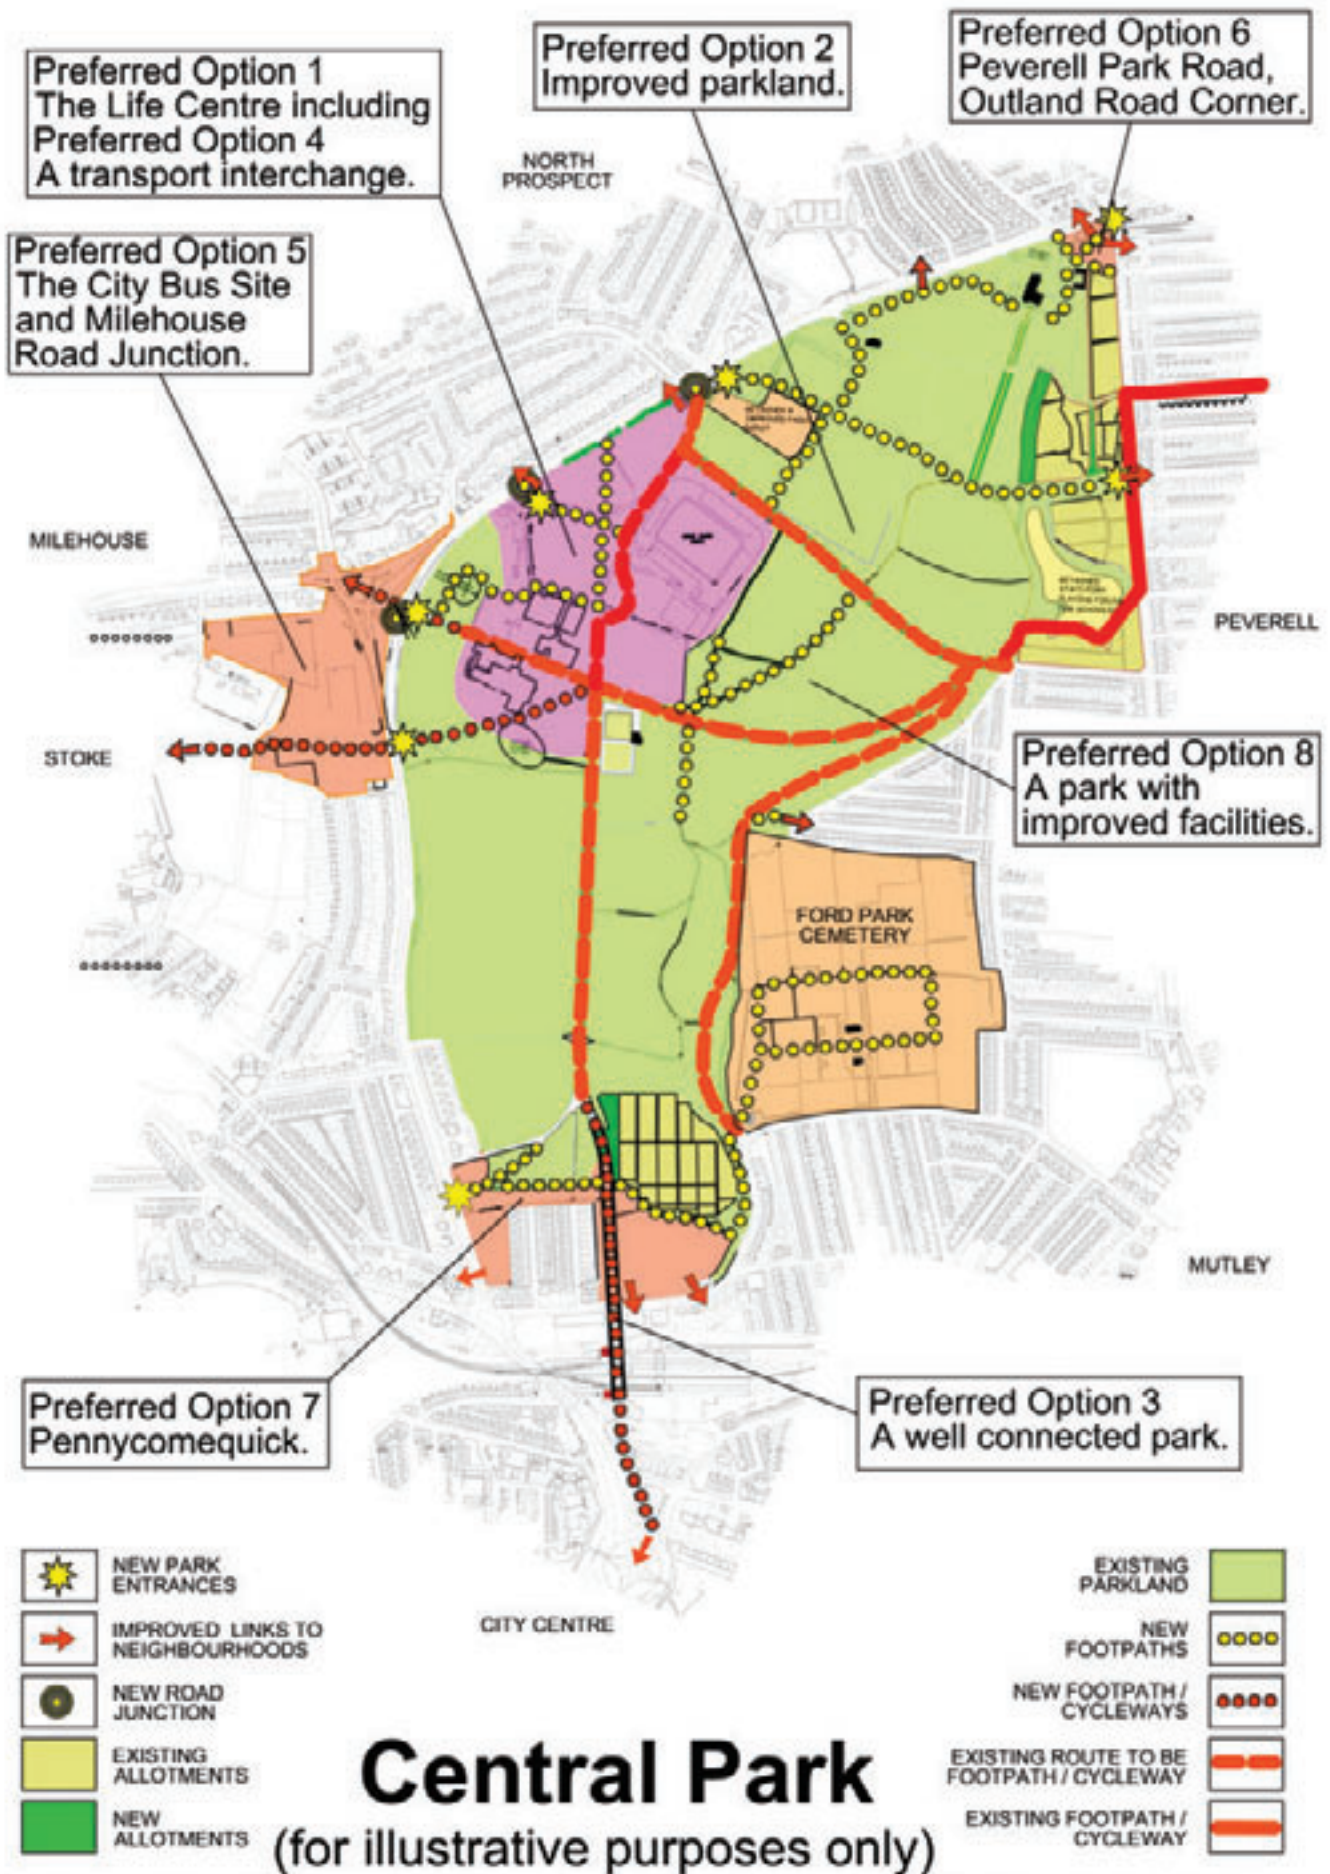 Preferred Option 1
The Life Centre including
Preferred Option 4
A transport interchange.
Preferred Option 2
Improved parkland.
Preferred Option 6
Peverell Park Road,
Outland Road Corner.
NORTH
PROSPECT
Preferred Option 5
The City Bus Site
and Milehouse
Road Junction.
MILEHOUSE
PEVERELL
STOKE
Preferred Option 8
A park with
improved facilities.
FORD PARK
CEMETERY
MUTLEY
Preferred Option 7
Pennycomequick.
Preferred Option 3
A well connected park.
CITY CENTRE
NEW PARK
ENTRANCES
IMPROVED LINKS TO
NEIGHBOURHOODS
NEW ROAD
JUNCTION
EXISTING
ALLOTMENTS
NEW
ALLOTMENTS
EXISTING
PARKLAND
NEW
FOOTPATHS
NEW FOOTPATH /
CYCLEWAYS
EXISTING ROUTE TO BE
FOOTPATH / CYCLEWAY
EXISTING FOOTPATH /
CYCLEWAY
Central Park
(for illustrative purposes only)